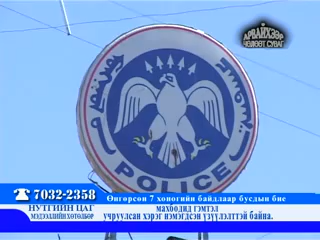 АРВАЙХЭЭР
ЧӨЛӨӨТ СУВАГ
POLICE
7032-2358
Өнгөрсөн 7 хоногийн байдлаар бусдын бие
НУТГИЙН ЦАГ
МЭДЭЭЛЛИЙН ХӨТӨЛБӨР
махбодид гэмтэл
учруулсан хэрэг нэмэгдсэн үзүүлэлттэй байна.